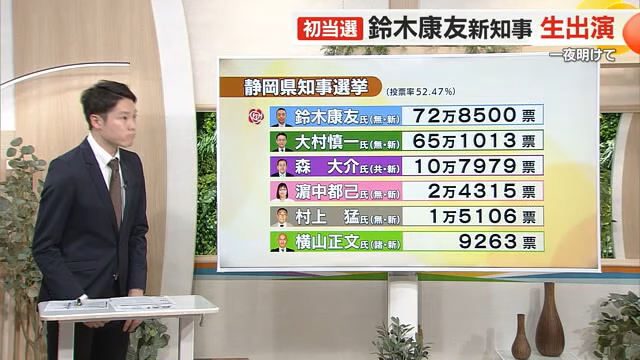 初当選 鈴木康友新知事 生出演
一夜明けて
静岡県知事選挙 (投票率52.47%)
鈴木康友氏(無・新) 72万8500票
大村慎一氏(無・新) 65万1013票
森 大介氏(共・新) 10万7979票
濵中都己氏(無・新) 2万4315票
村上 猛氏(無・新) 1万5106票
横山正文氏(諸・新) 9263票